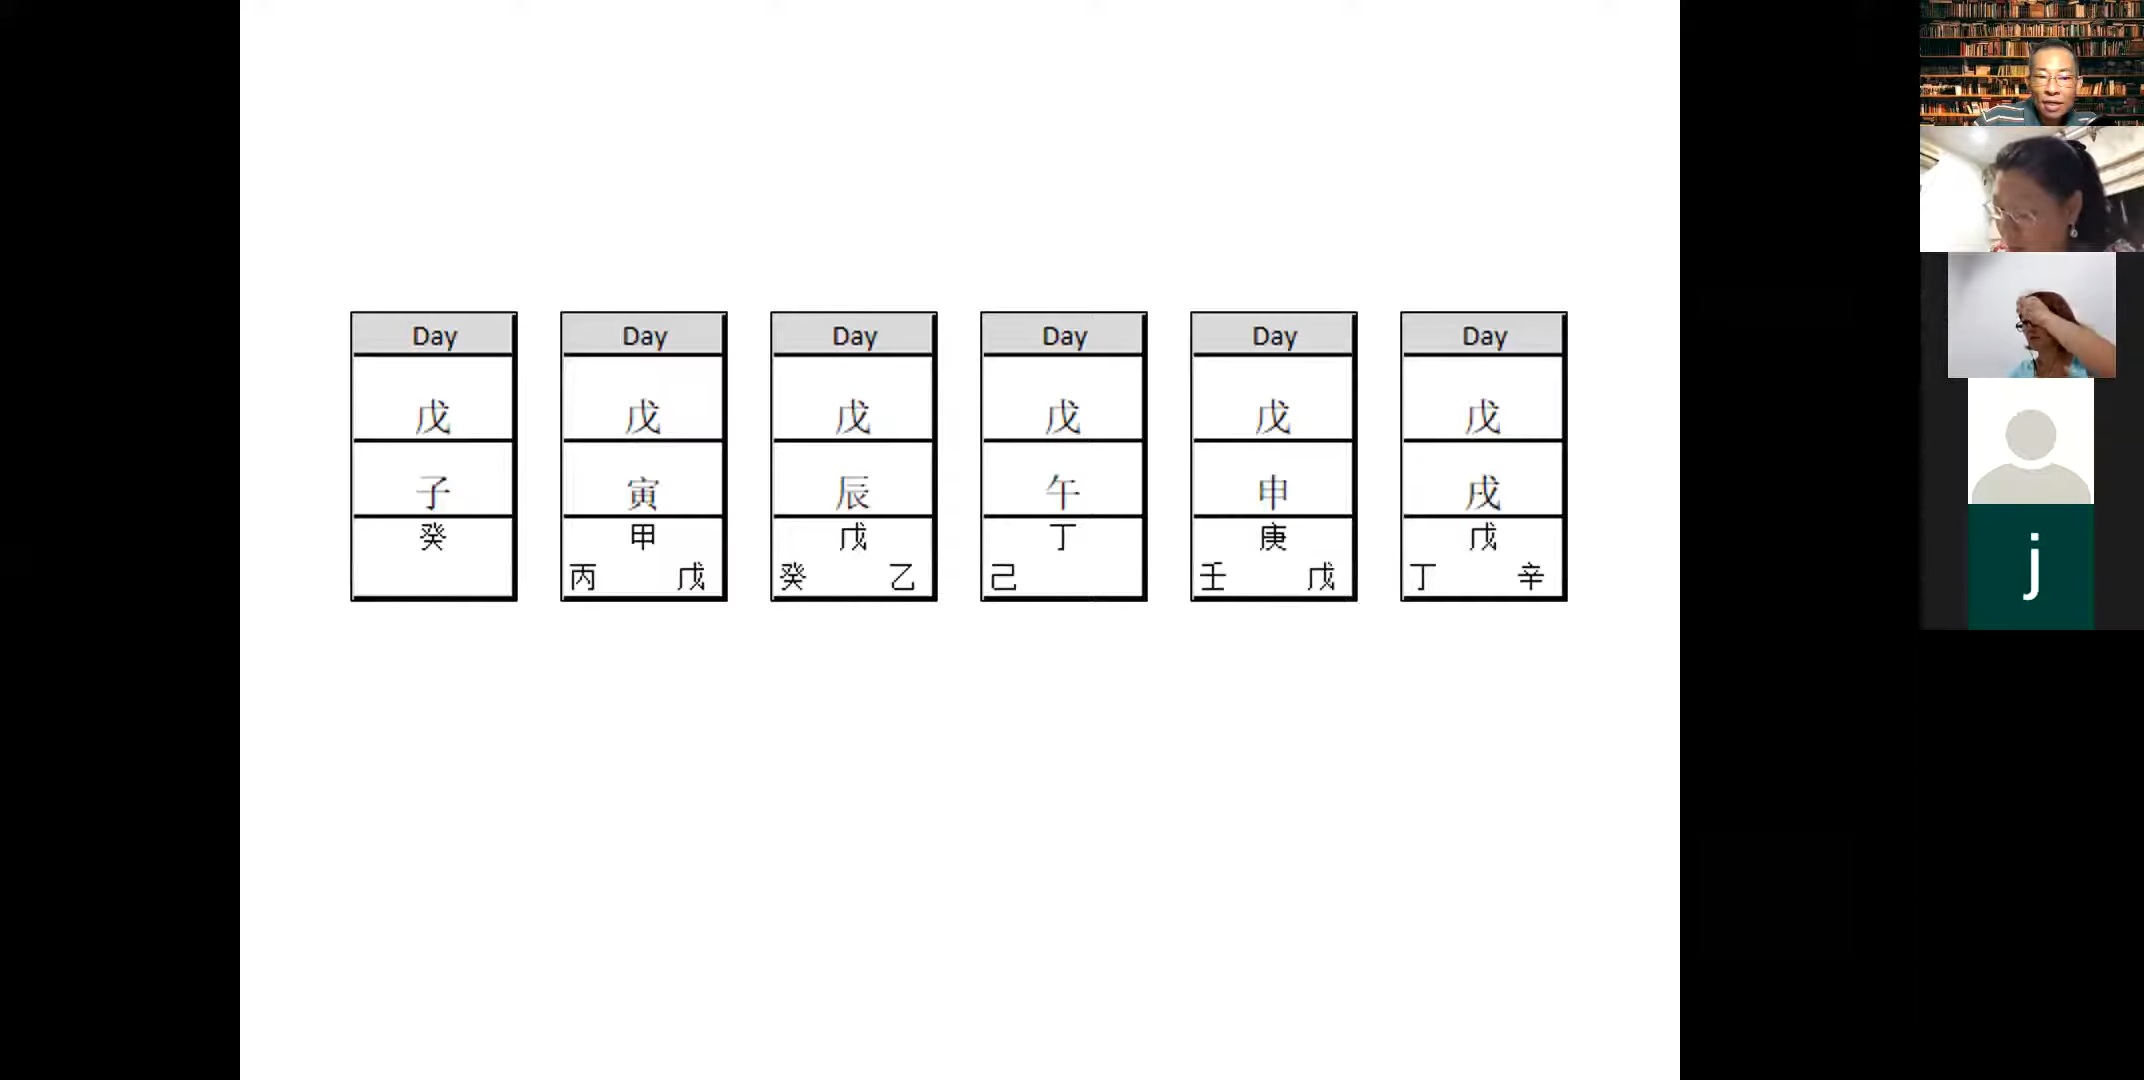 Day Day Day Day Day Day
戊 戊 戊 戊 戊 戊
子 寅 辰 午 申 戌
癸 甲 戊 丁 庚 戊
丙 戊 癸 乙 己 壬 戊 丁 辛
j